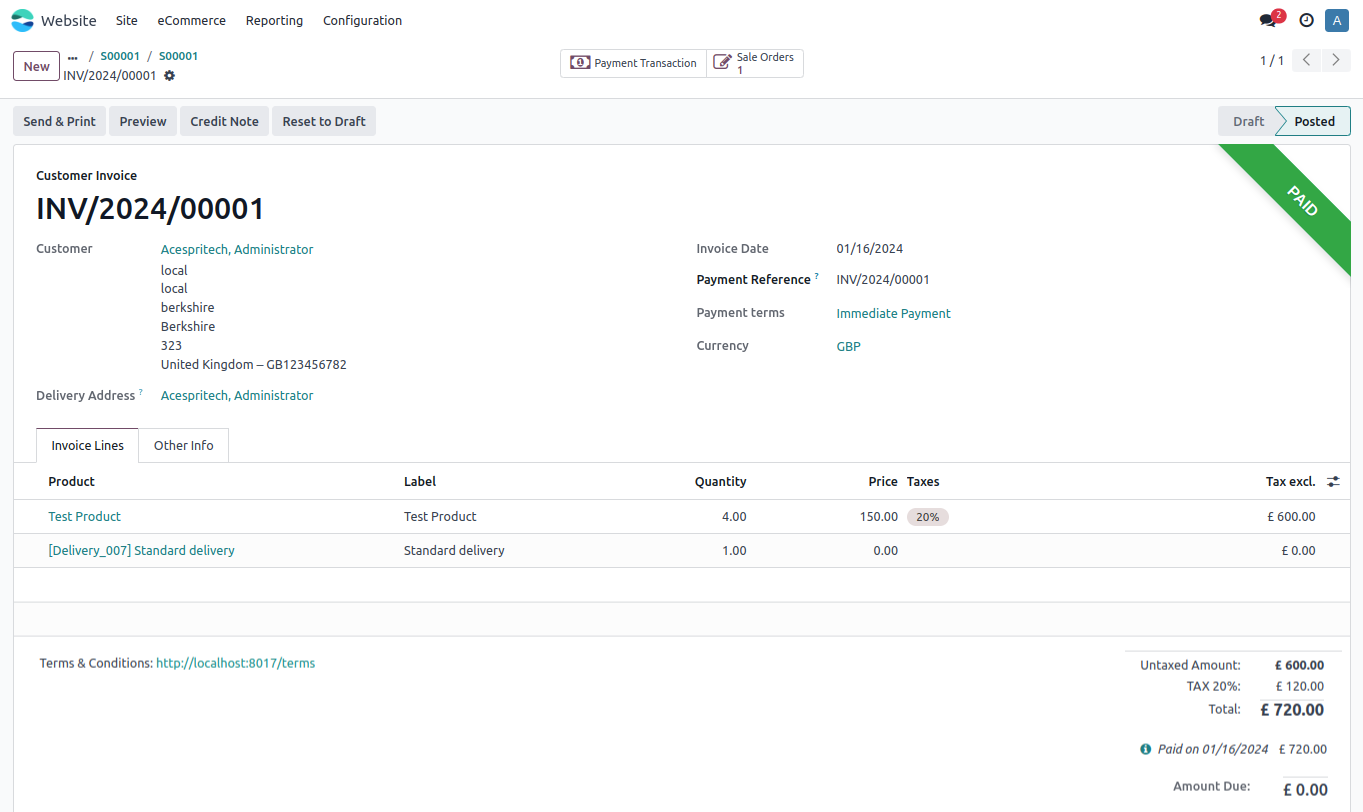 Website Site eCommerce Reporting Configuration 2 A
New ... / S00001 / S00001
INV/2024/00001
Payment Transaction Sale Orders 1
1 / 1
Send & Print Preview Credit Note Reset to Draft Draft Posted
PAID
Customer Invoice
INV/2024/00001
Customer Acespritech, Administrator
local
local
berkshire
Berkshire
323
United Kingdom – GB123456782
Delivery Address ? Acespritech, Administrator
Invoice Date 01/16/2024
Payment Reference ? INV/2024/00001
Payment terms Immediate Payment
Currency GBP
Invoice Lines Other Info
Product Label Quantity Price Taxes Tax excl.
Test Product Test Product 4.00 150.00 20% £ 600.00
[Delivery_007] Standard delivery Standard delivery 1.00 0.00 £ 0.00
Terms & Conditions: http://localhost:8017/terms
Untaxed Amount: £ 600.00
TAX 20%: £ 120.00
Total: £ 720.00
Paid on 01/16/2024 £ 720.00
Amount Due: £ 0.00